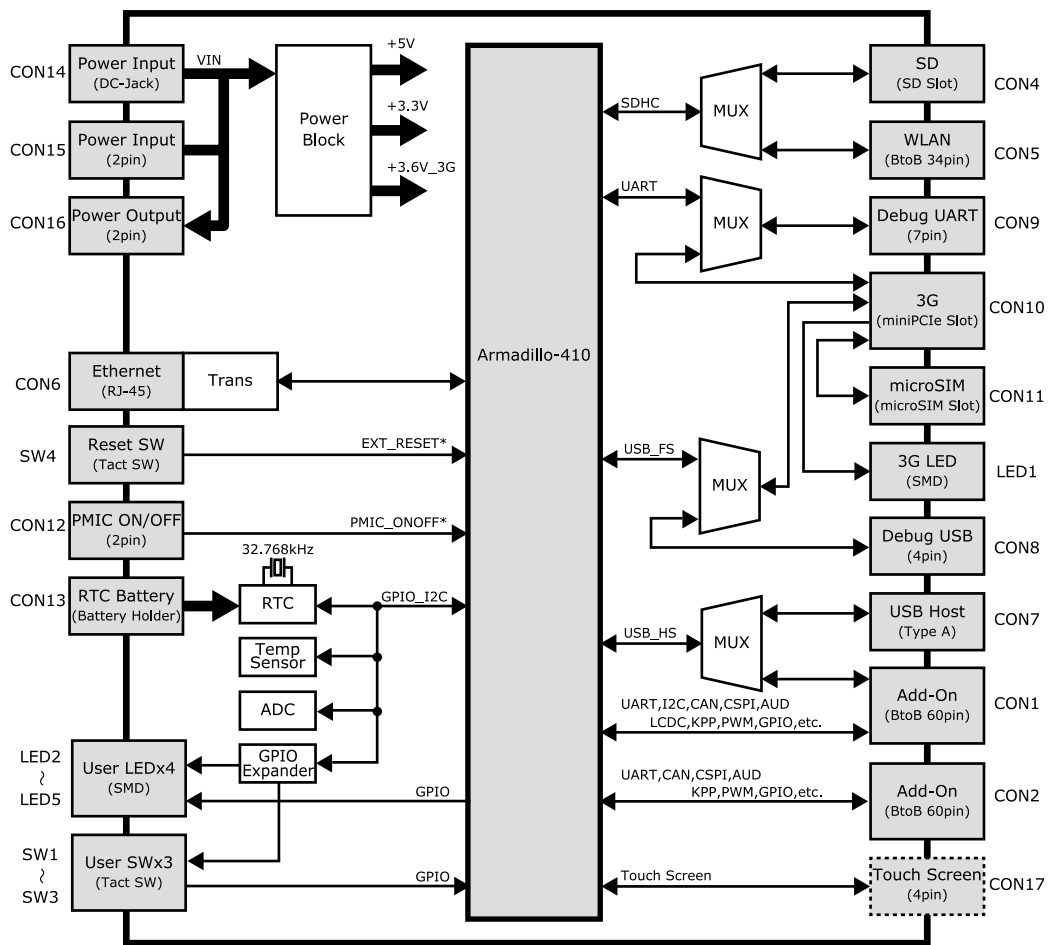 CON14
Power Input
(DC-Jack)
VIN
CON15
Power Input
(2pin)
CON16
Power Output
(2pin)
Power
Block
+5V
+3.3V
+3.6V_3G
CON6
Ethernet
(RJ-45)
Trans
SW4
Reset SW
(Tact SW)
EXT_RESET*
CON12
PMIC ON/OFF
(2pin)
PMIC_ONOFF*
CON13
RTC Battery
(Battery Holder)
32.768kHz
RTC
GPIO_I2C
Temp
Sensor
ADC
GPIO
Expander
LED2
~
LED5
User LEDx4
(SMD)
GPIO
SW1
~
SW3
User SWx3
(Tact SW)
GPIO
Armadillo-410
SDHC
MUX
SD
(SD Slot)
CON4
WLAN
(BtoB 34pin)
CON5
UART
MUX
Debug UART
(7pin)
CON9
3G
(miniPCIe Slot)
CON10
microSIM
(microSIM Slot)
CON11
USB_FS
MUX
3G LED
(SMD)
LED1
Debug USB
(4pin)
CON8
USB_HS
MUX
USB Host
(Type A)
CON7
UART,I2C,CAN,CSPI,AUD
LCDC,KPP,PWM,GPIO,etc.
Add-On
(BtoB 60pin)
CON1
UART,CAN,CSPI,AUD
KPP,PWM,GPIO,etc.
Add-On
(BtoB 60pin)
CON2
Touch Screen
Touch Screen
(4pin)
CON17